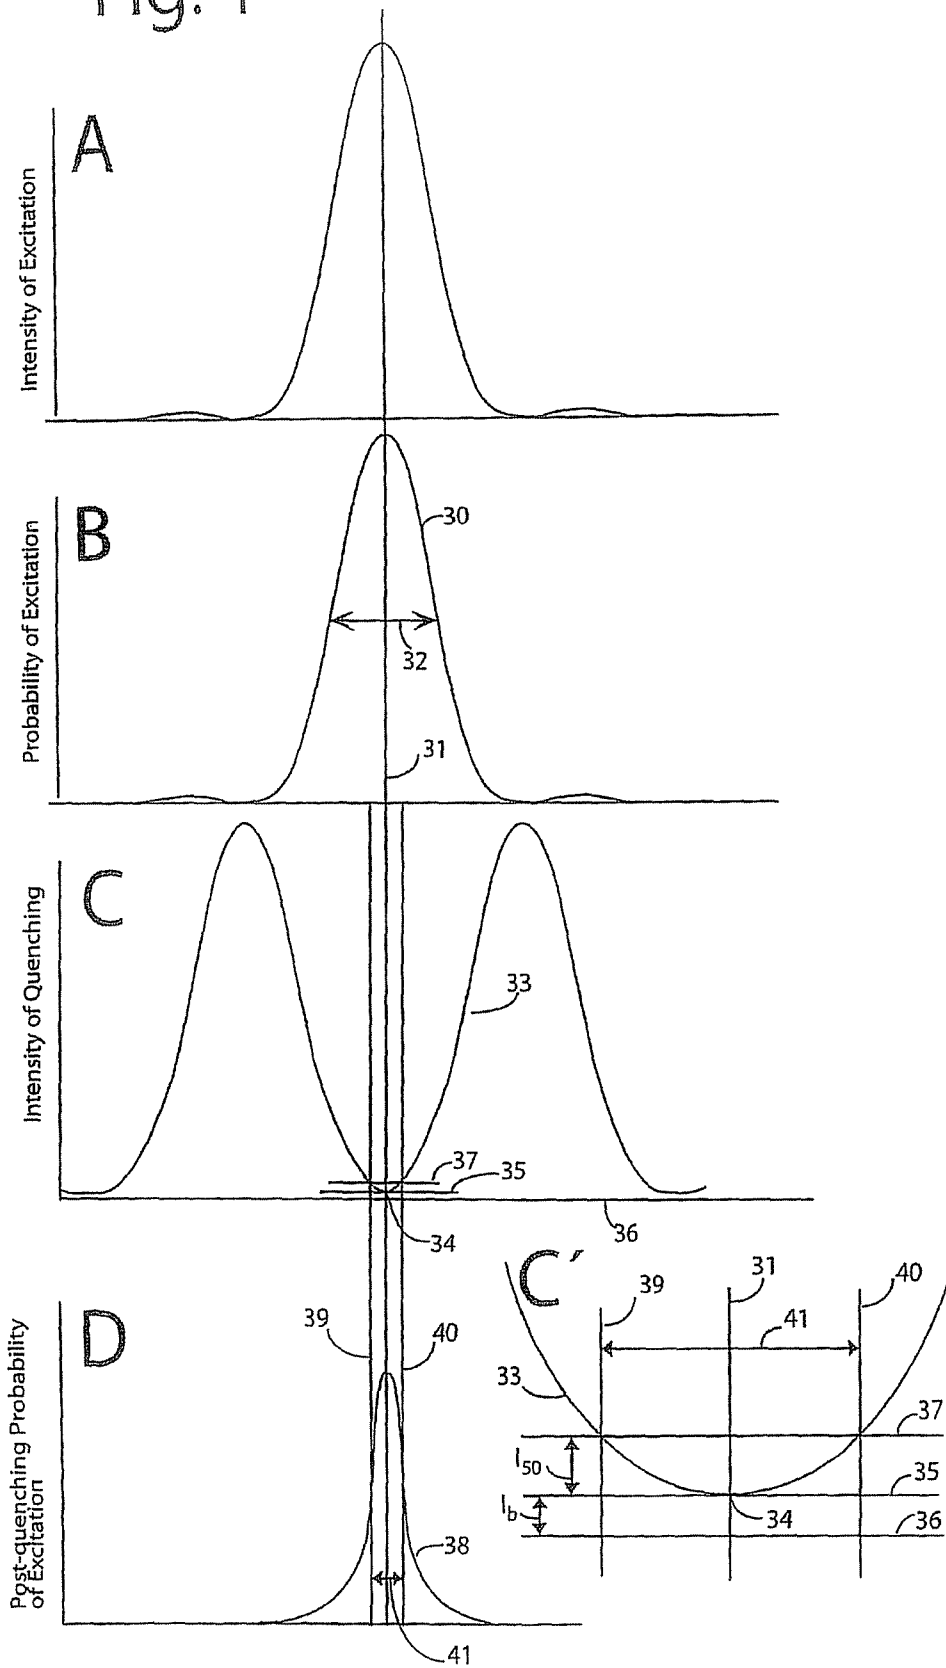 Fig. 1
A
Intensity of Excitation
B
Probability of Excitation
30
32
31
C
Intensity of Quenching
33
37
35
36
34
C′
31
39
40
41
33
37
I50
35
Ib
34
36
D
Post-quenching Probability
of Excitation
39
40
38
41